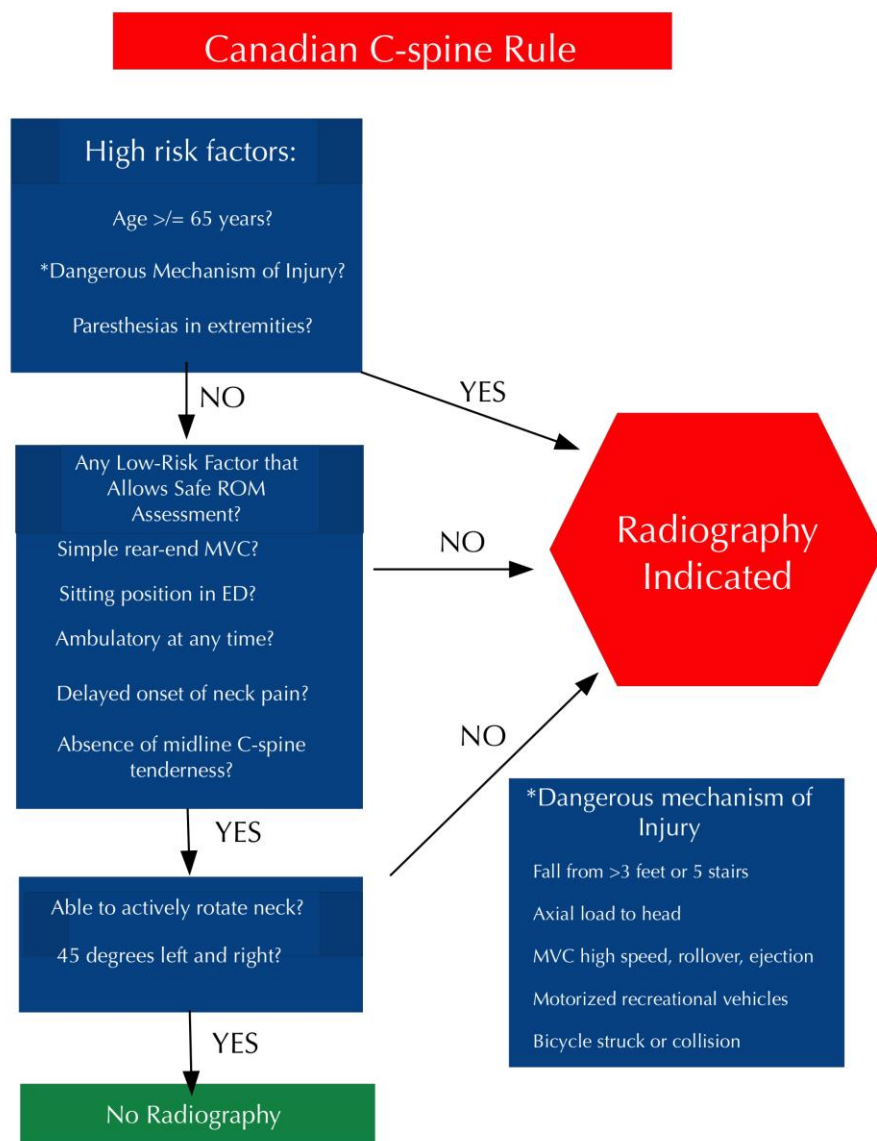 Canadian C-spine Rule
High risk factors:
Age >/= 65 years?
*Dangerous Mechanism of Injury?
Paresthasias in extremities?
YES
NO
Any Low-Risk Factor that
Allows Safe ROM
Assessment?
Simple rear-end MVC?
Sitting position in ED?
Ambulatory at any time?
Delayed onset of neck pain?
Absence of midline C-spine
tenderness?
NO
Radiography
Indicated
NO
YES
Able to actively rotate neck?
45 degrees left and right?
*Dangerous mechanism of
Injury
Fall from >3 feet or 5 stairs
Axial load to head
MVC high speed, rollover, ejection
Motorized recreational vehicles
Bicycle struck or collision
YES
No Radiography